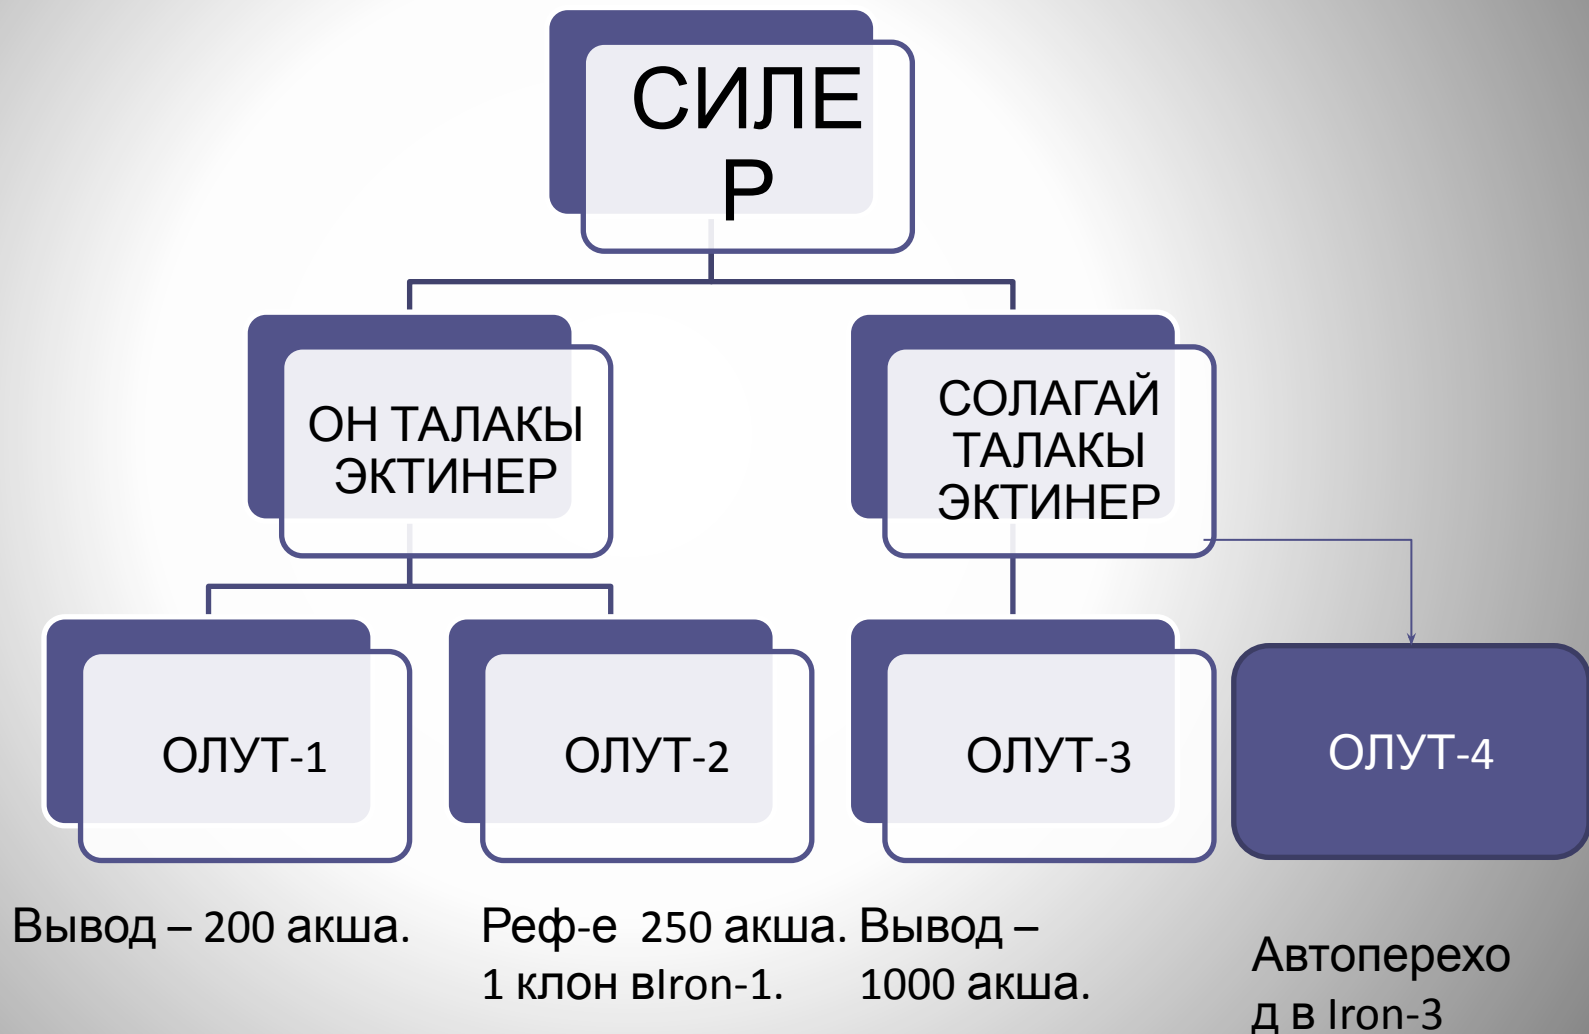 СИЛЕ
Р
ОН ТАЛАКЫ
ЭКТИНЕР
СОЛАГАЙ
ТАЛАКЫ
ЭКТИНЕР
ОЛУТ-1
ОЛУТ-2
ОЛУТ-3
ОЛУТ-4
Вывод – 200 акша.
Реф-е 250 акша.
1 клон вIron-1.
Вывод –
1000 акша.
Автоперехо
д в Iron-3